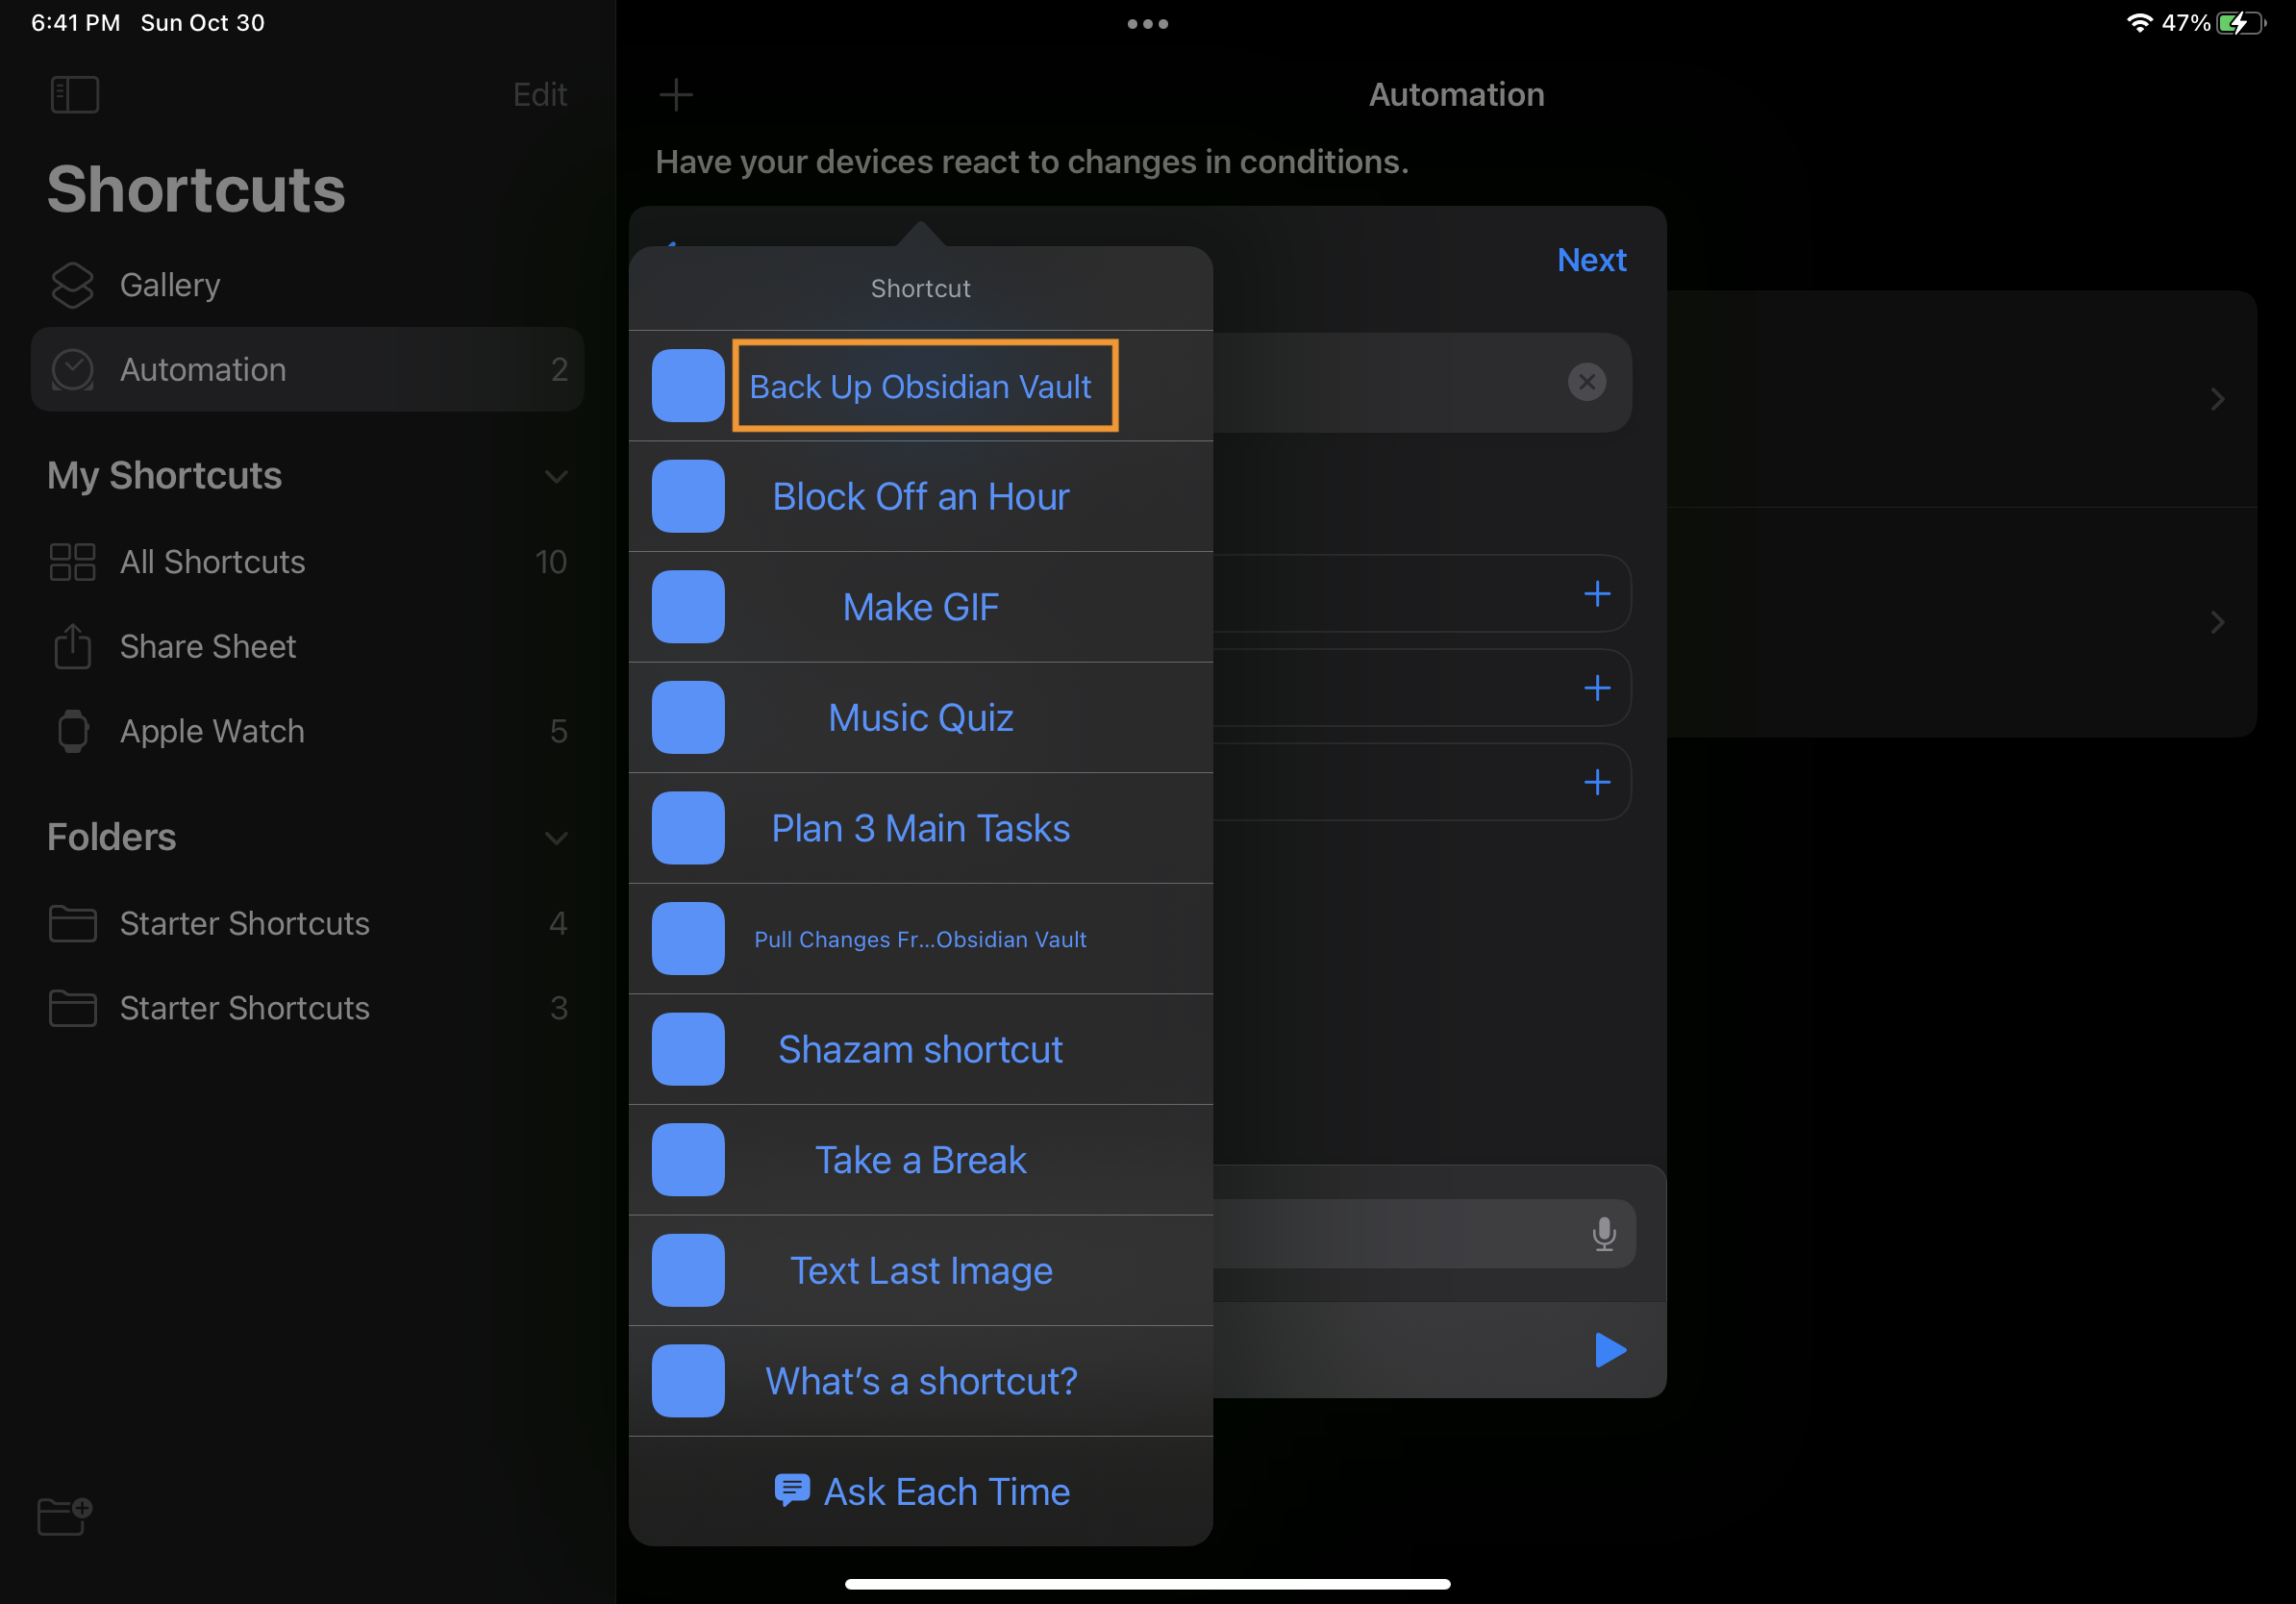 6:41 PM Sun Oct 30
47%
Edit
Shortcuts
Gallery
Automation 2
My Shortcuts
All Shortcuts 10
Share Sheet
Apple Watch 5
Folders
Starter Shortcuts 4
Starter Shortcuts 3
Automation
Have your devices react to changes in conditions.
Next
Shortcut
Back Up Obsidian Vault
Block Off an Hour
Make GIF
Music Quiz
Plan 3 Main Tasks
Pull Changes Fr...Obsidian Vault
Shazam shortcut
Take a Break
Text Last Image
What’s a shortcut?
Ask Each Time